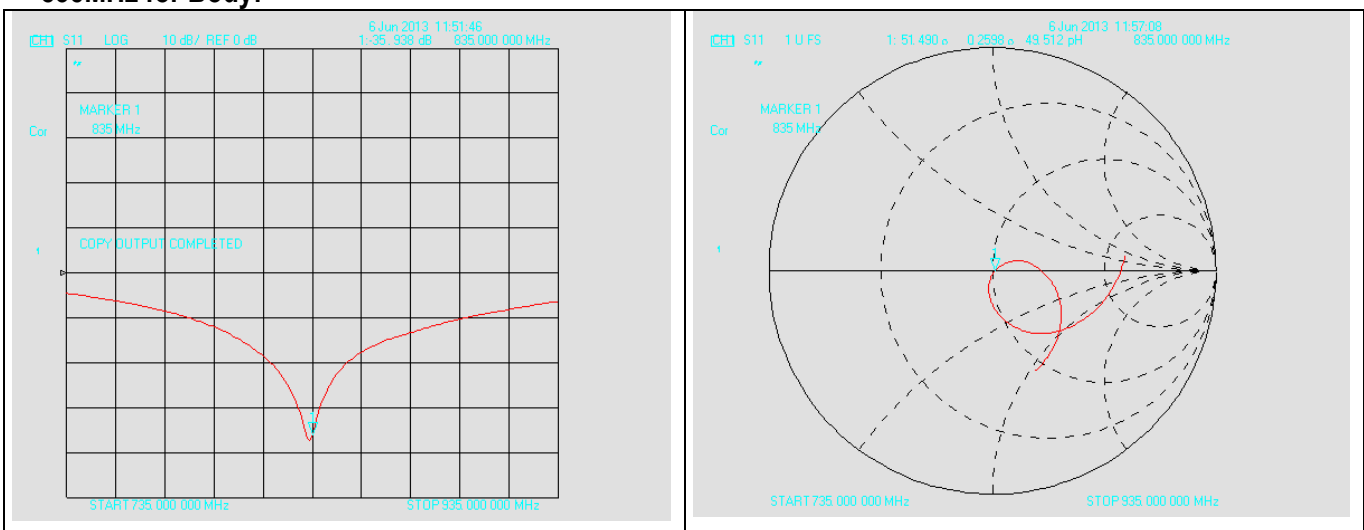 835MHz for Body:
6 Jun 2013 11:51:46
CH1 S11 LOG 10 dB/ REF 0 dB 1:-35.938 dB 835.000 000 MHz
MARKER 1
835 MHz
Cor
COPY OUTPUT COMPLETED
1
1
START 735.000 000 MHz STOP 935.000 000 MHz
6 Jun 2013 11:57:08
CH1 S11 1 U FS 1: 51.490 Ω 0.2598 Ω 49.512 pH 835.000 000 MHz
MARKER 1
835 MHz
Cor
1
1
START 735.000 000 MHz STOP 935.000 000 MHz